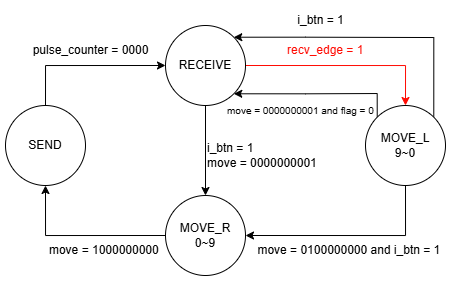 i_btn = 1
pulse_counter = 0000
recv_edge = 1
RECEIVE
move = 0000000001 and flag = 0
SEND
MOVE_L
9~0
i_btn = 1
move = 0000000001
MOVE_R
0~9
move = 1000000000
move = 0100000000 and i_btn = 1